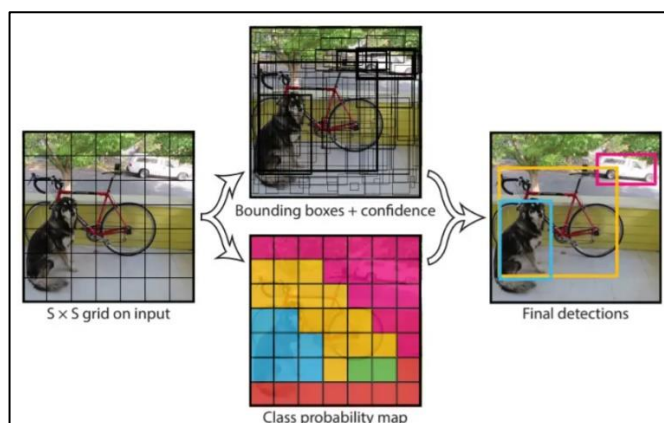 S × S grid on input
Bounding boxes + confidence
Class probability map
Final detections